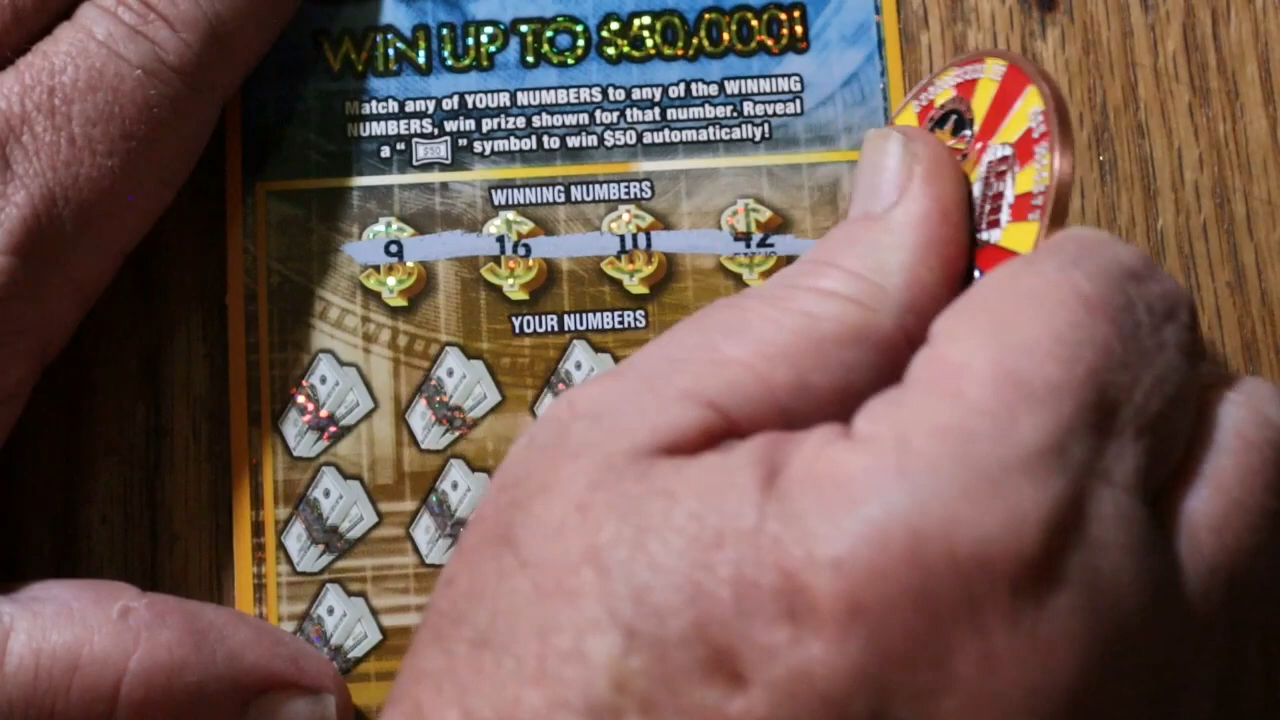 WIN UP TO $50,000!
Match any of YOUR NUMBERS to any of the WINNING
NUMBERS, win prize shown for that number. Reveal
a " $50 " symbol to win $50 automatically!
WINNING NUMBERS
9 16 10 42
YOUR NUMBERS